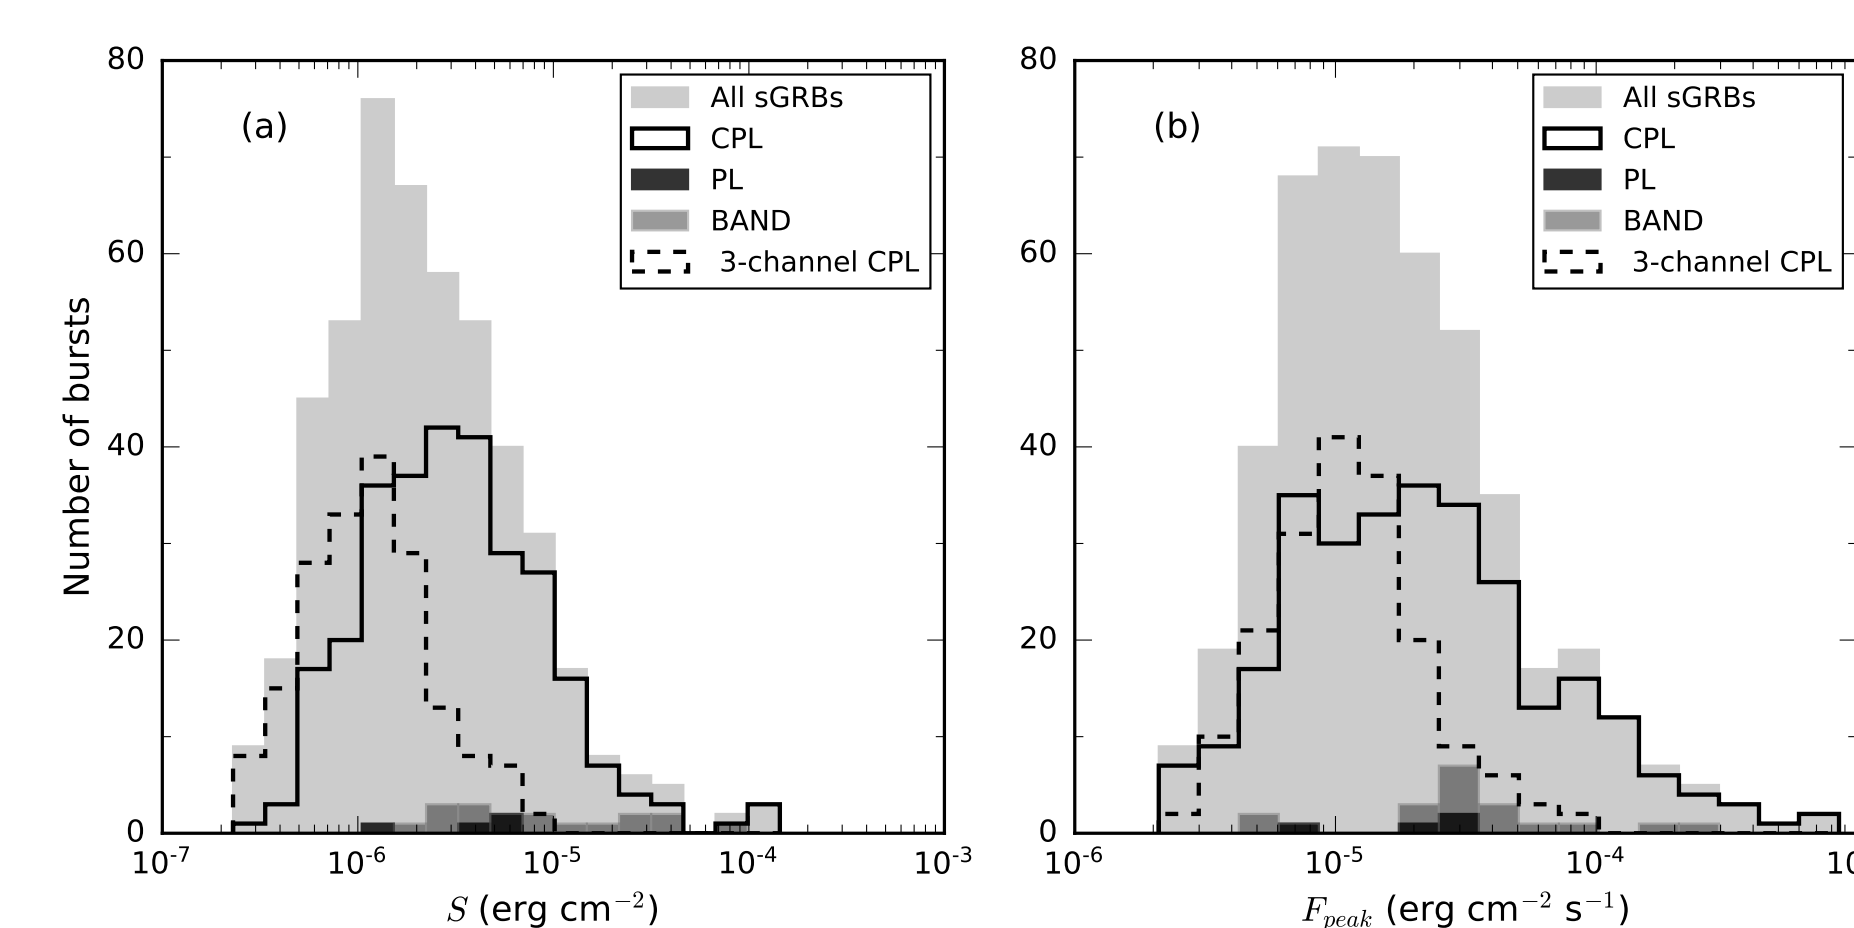 (a)
All sGRBs
CPL
PL
BAND
3-channel CPL
80
60
40
20
0
Number of bursts
10-7 10-6 10-5 10-4 10-3
S (erg cm−2)
(b)
All sGRBs
CPL
PL
BAND
3-channel CPL
80
60
40
20
0
10-6 10-5 10-4
Fpeak (erg cm−2 s−1)